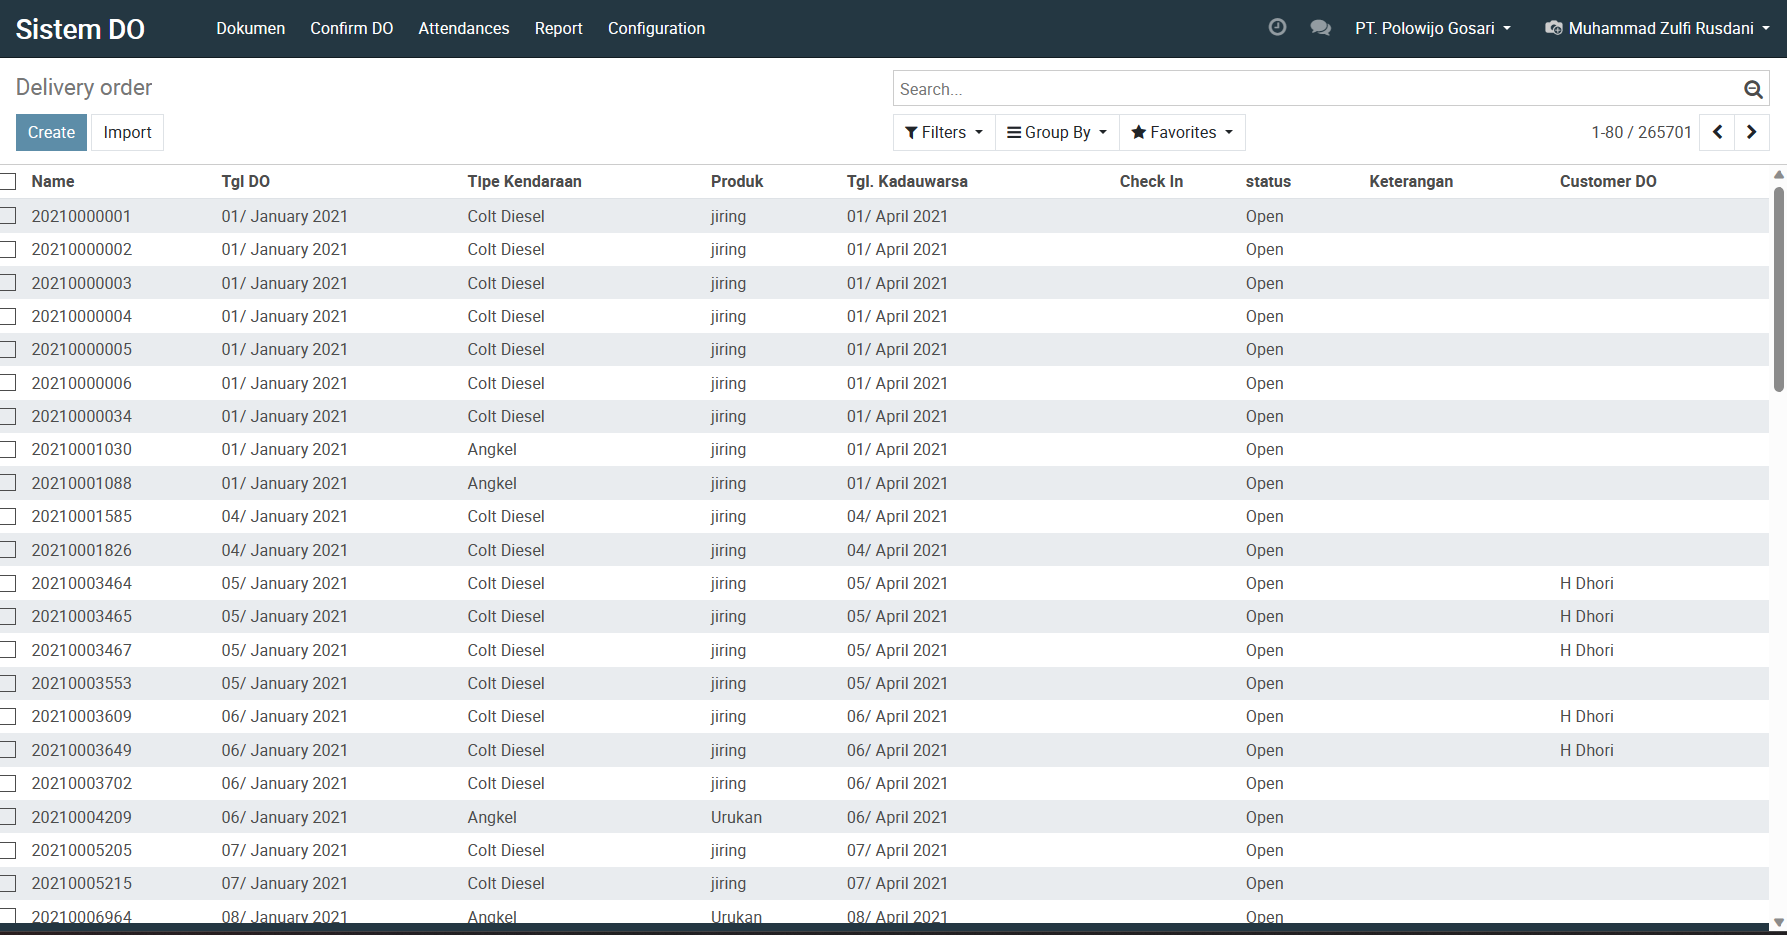 Sistem DO Dokumen Confirm DO Attendances Report Configuration PT. Polowijo Gosari Muhammad Zulfi Rusdani
Delivery order
Search...
Create Import Filters Group By Favorites 1-80 / 265701
Name Tgl DO Tipe Kendaraan Produk Tgl. Kadauwarsa Check In status Keterangan Customer DO
20210000001 01/ January 2021 Colt Diesel jiring 01/ April 2021 Open
20210000002 01/ January 2021 Colt Diesel jiring 01/ April 2021 Open
20210000003 01/ January 2021 Colt Diesel jiring 01/ April 2021 Open
20210000004 01/ January 2021 Colt Diesel jiring 01/ April 2021 Open
20210000005 01/ January 2021 Colt Diesel jiring 01/ April 2021 Open
20210000006 01/ January 2021 Colt Diesel jiring 01/ April 2021 Open
20210000034 01/ January 2021 Colt Diesel jiring 01/ April 2021 Open
20210001030 01/ January 2021 Angkel jiring 01/ April 2021 Open
20210001088 01/ January 2021 Angkel jiring 01/ April 2021 Open
20210001585 04/ January 2021 Colt Diesel jiring 04/ April 2021 Open
20210001826 04/ January 2021 Colt Diesel jiring 04/ April 2021 Open
20210003464 05/ January 2021 Colt Diesel jiring 05/ April 2021 Open H Dhori
20210003465 05/ January 2021 Colt Diesel jiring 05/ April 2021 Open H Dhori
20210003467 05/ January 2021 Colt Diesel jiring 05/ April 2021 Open H Dhori
20210003553 05/ January 2021 Colt Diesel jiring 05/ April 2021 Open
20210003609 06/ January 2021 Colt Diesel jiring 06/ April 2021 Open H Dhori
20210003649 06/ January 2021 Colt Diesel jiring 06/ April 2021 Open H Dhori
20210003702 06/ January 2021 Colt Diesel jiring 06/ April 2021 Open
20210004209 06/ January 2021 Angkel Urukan 06/ April 2021 Open
20210005205 07/ January 2021 Colt Diesel jiring 07/ April 2021 Open
20210005215 07/ January 2021 Colt Diesel jiring 07/ April 2021 Open
20210006964 08/ January 2021 Angkel Urukan 08/ April 2021 Open